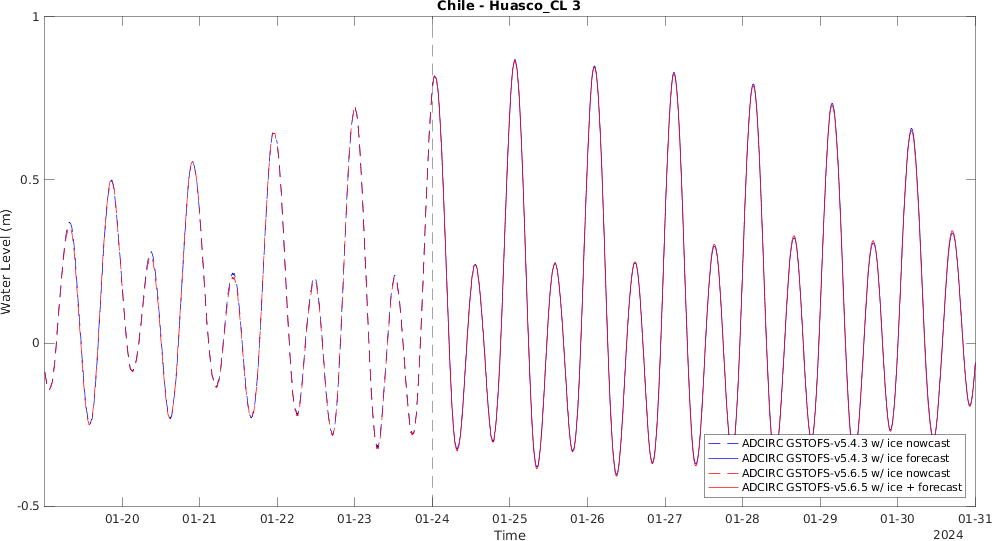 Chile - Huasco_CL 3
Water Level (m)
1
0.5
0
-0.5
ADCIRC GSTOFS-v5.4.3 w/ ice nowcast
ADCIRC GSTOFS-v5.4.3 w/ ice forecast
ADCIRC GSTOFS-v5.6.5 w/ ice nowcast
ADCIRC GSTOFS-v5.6.5 w/ ice + forecast
01-20 01-21 01-22 01-23 01-24 01-25 01-26 01-27 01-28 01-29 01-30 01-31
Time
2024